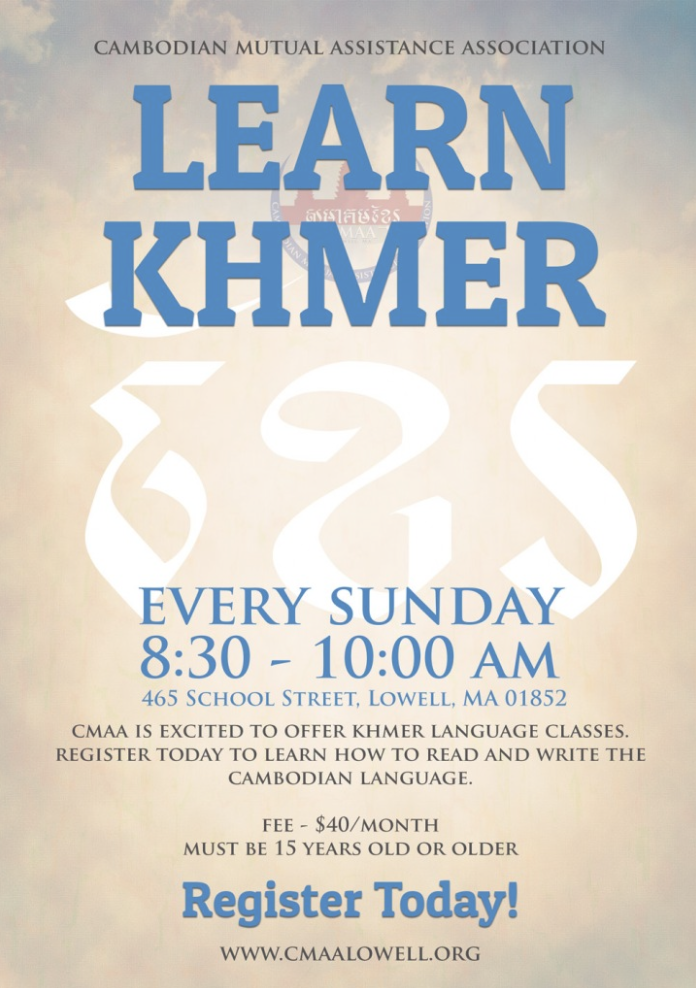 CAMBODIAN MUTUAL ASSISTANCE ASSOCIATION
LEARN
KHMER
ខ្មែរ
EVERY SUNDAY
8:30 - 10:00 AM
465 SCHOOL STREET, LOWELL, MA 01852
CMAA IS EXCITED TO OFFER KHMER LANGUAGE CLASSES.
REGISTER TODAY TO LEARN HOW TO READ AND WRITE THE
CAMBODIAN LANGUAGE.
FEE - $40/MONTH
MUST BE 15 YEARS OLD OR OLDER
Register Today!
WWW.CMAALOWELL.ORG